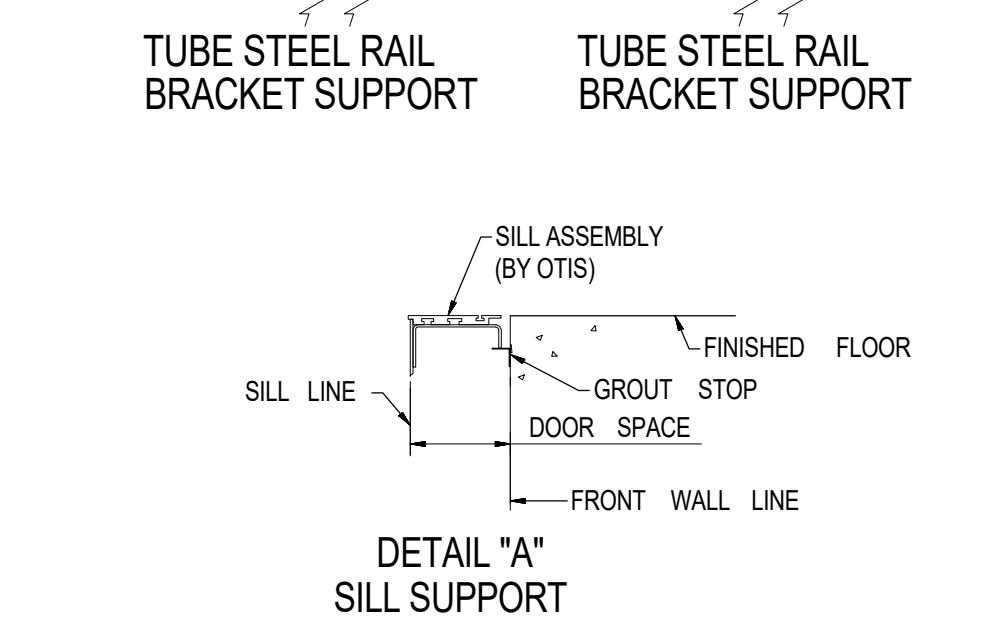 TUBE STEEL RAIL
BRACKET SUPPORT
TUBE STEEL RAIL
BRACKET SUPPORT
SILL ASSEMBLY
(BY OTIS)
FINISHED FLOOR
GROUT STOP
SILL LINE
DOOR SPACE
FRONT WALL LINE
DETAIL "A"
SILL SUPPORT